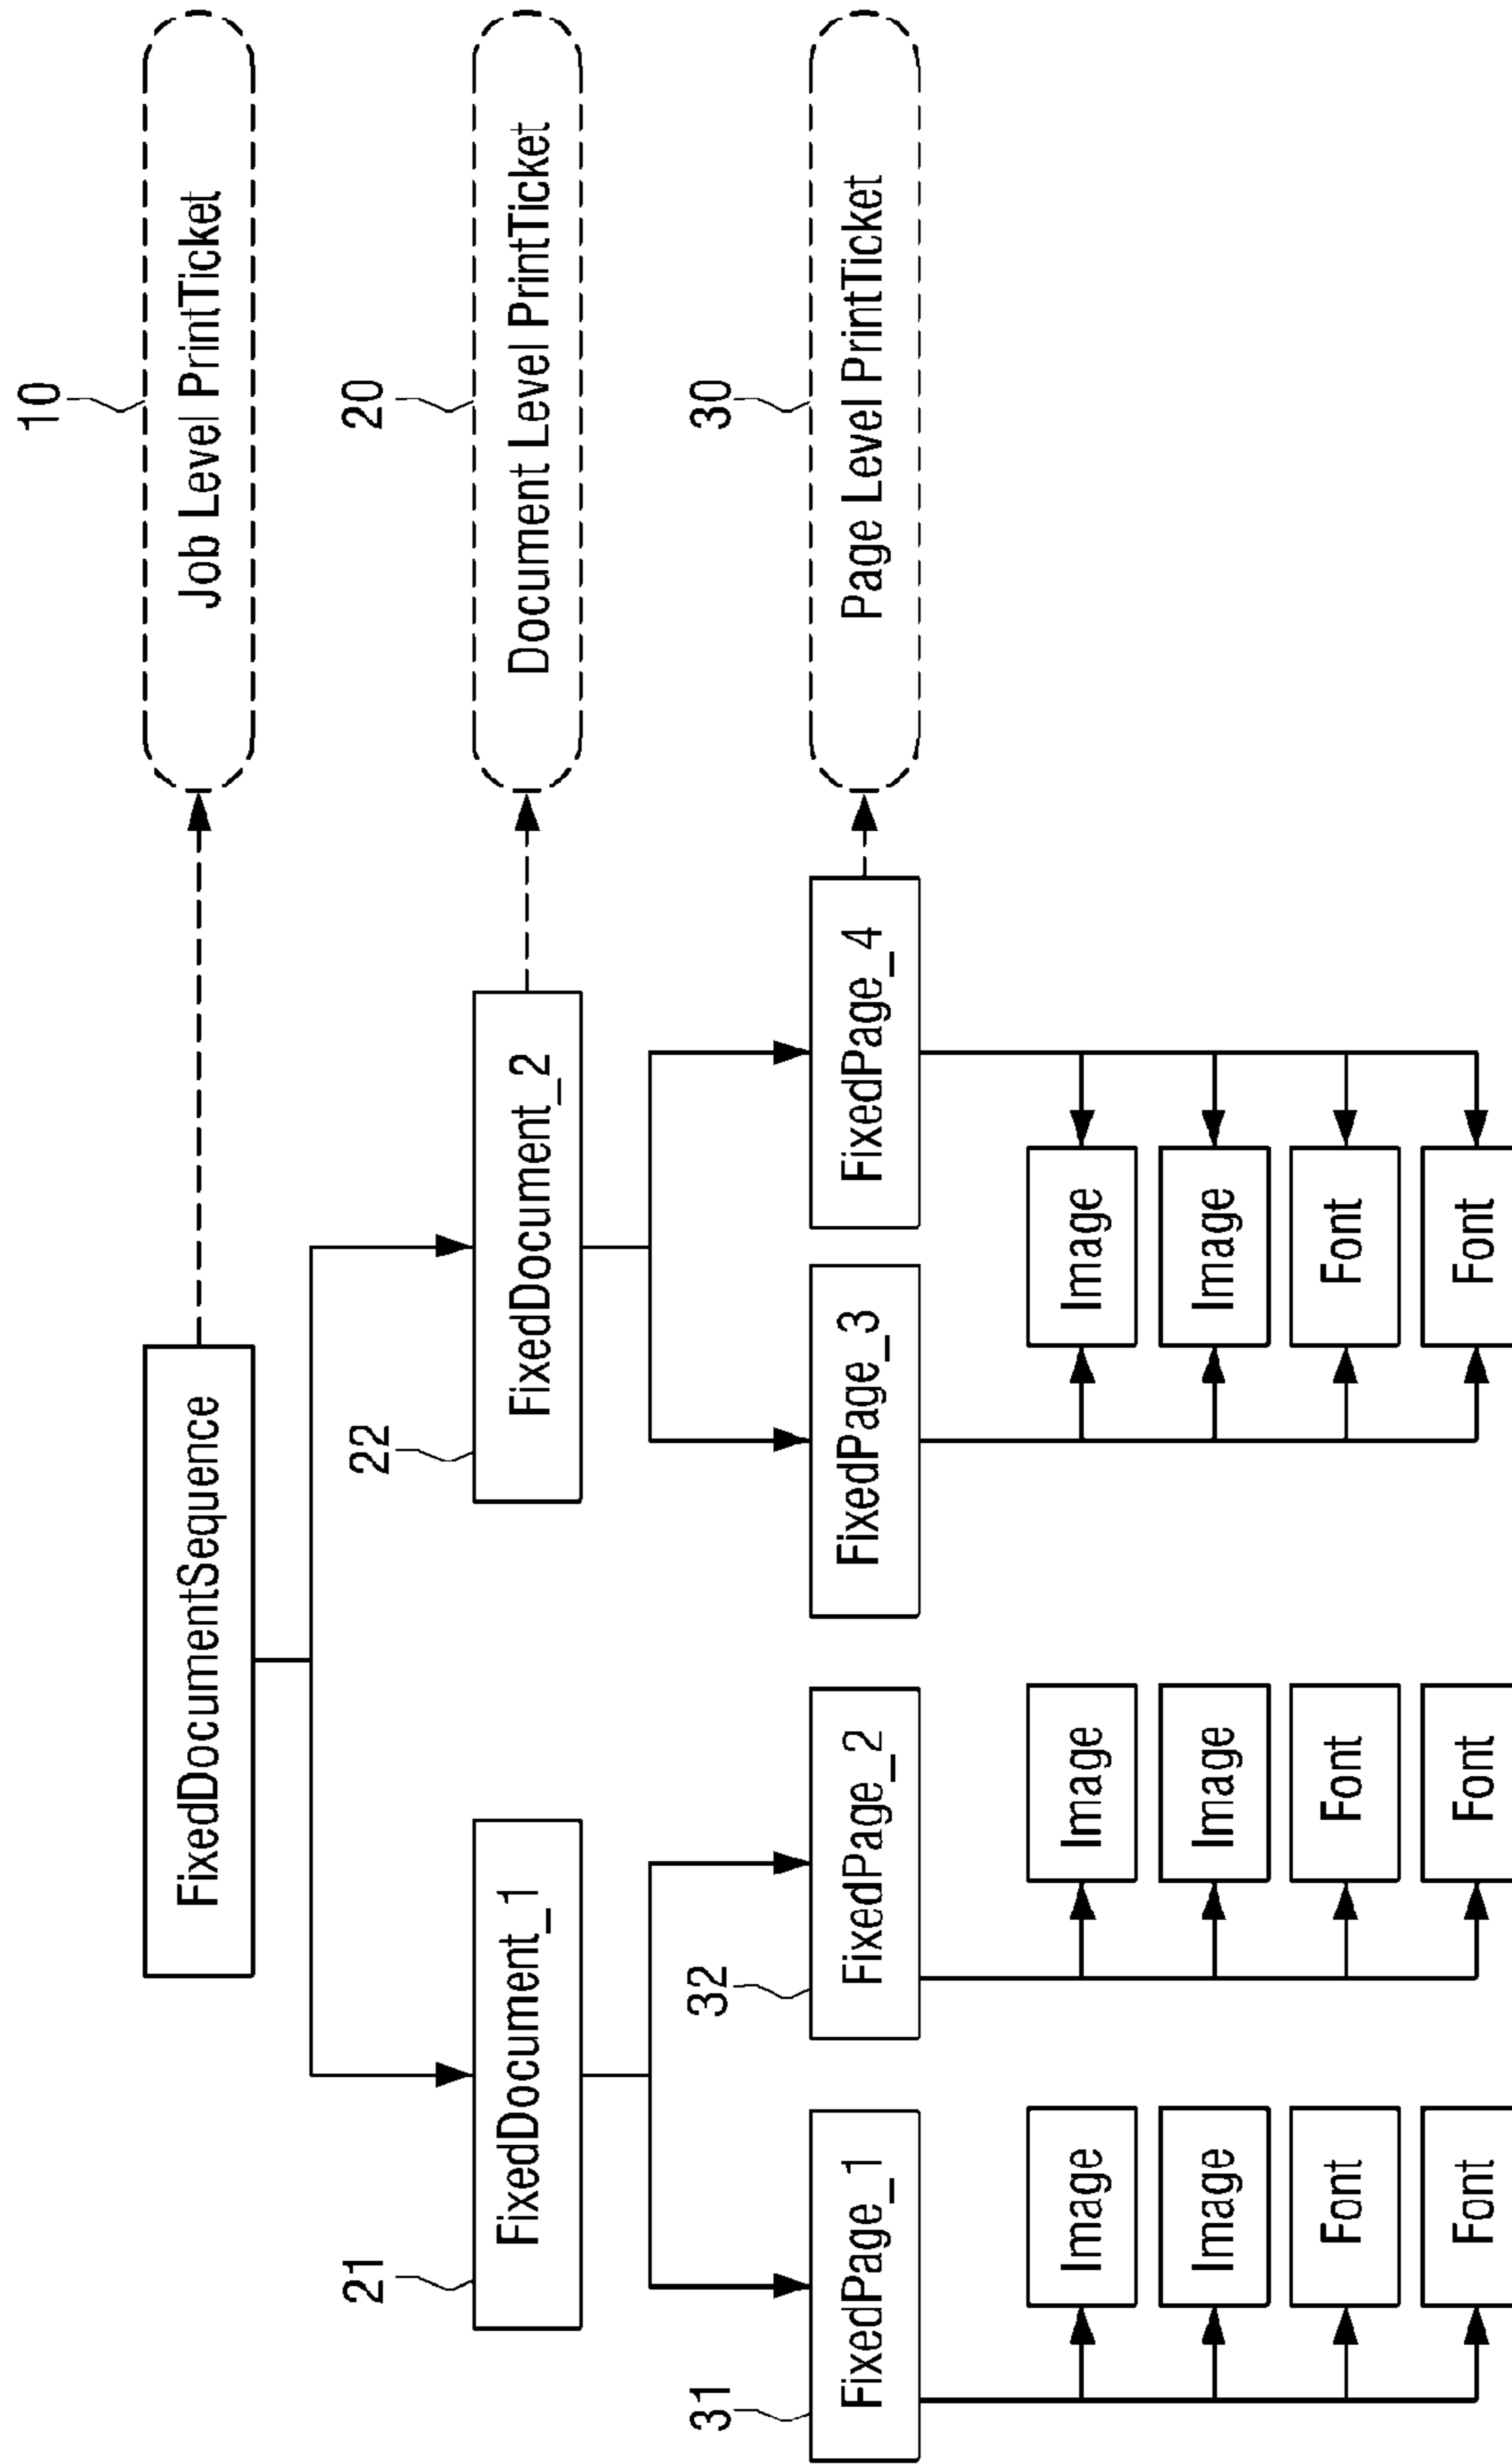 10
FixedDocumentSequence
Job Level PrintTicket
21
22
20
FixedDocument_1
FixedDocument_2
Document Level PrintTicket
31
32
30
FixedPage_1
FixedPage_2
FixedPage_3
FixedPage_4
Page Level PrintTicket
Image
Image
Image
Image
Image
Image
Font
Font
Font
Font
Font
Font